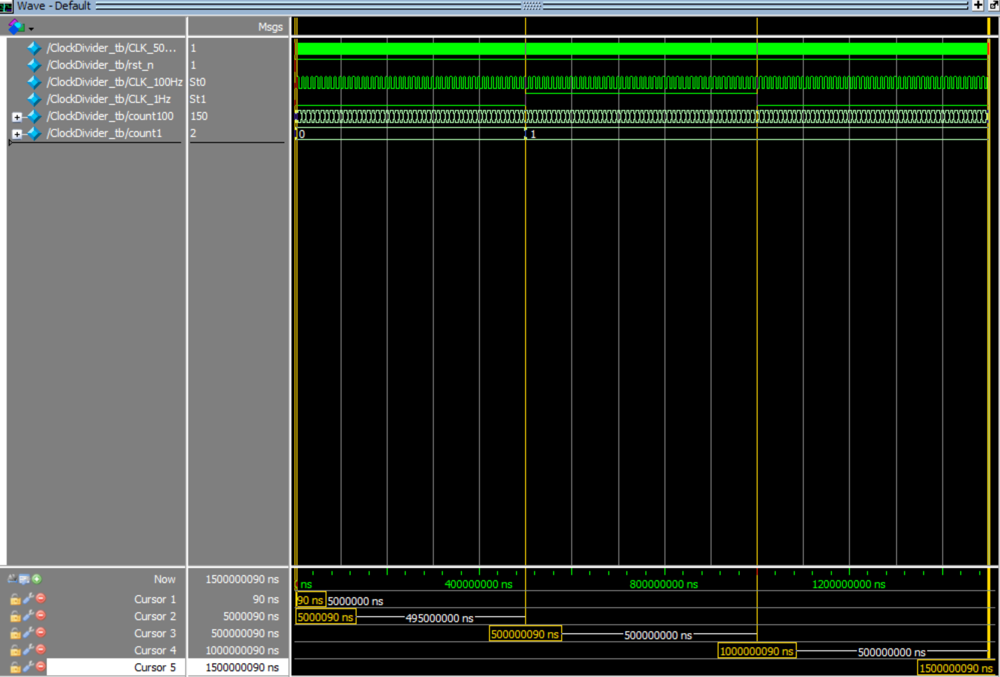 Wave - Default
Msgs
/ClockDivider_tb/CLK_50... 1
/ClockDivider_tb/rst_n 1
/ClockDivider_tb/CLK_100Hz St0
/ClockDivider_tb/CLK_1Hz St1
/ClockDivider_tb/count100 150
/ClockDivider_tb/count1 2 0 1
Now 1500000090 ns ns 400000000 ns 800000000 ns 1200000000 ns
Cursor 1 90 ns 90 ns 5000000 ns
Cursor 2 5000090 ns 5000090 ns 495000000 ns
Cursor 3 500000090 ns 500000090 ns 500000000 ns
Cursor 4 1000000090 ns 1000000090 ns 500000000 ns
Cursor 5 1500000090 ns 1500000090 ns